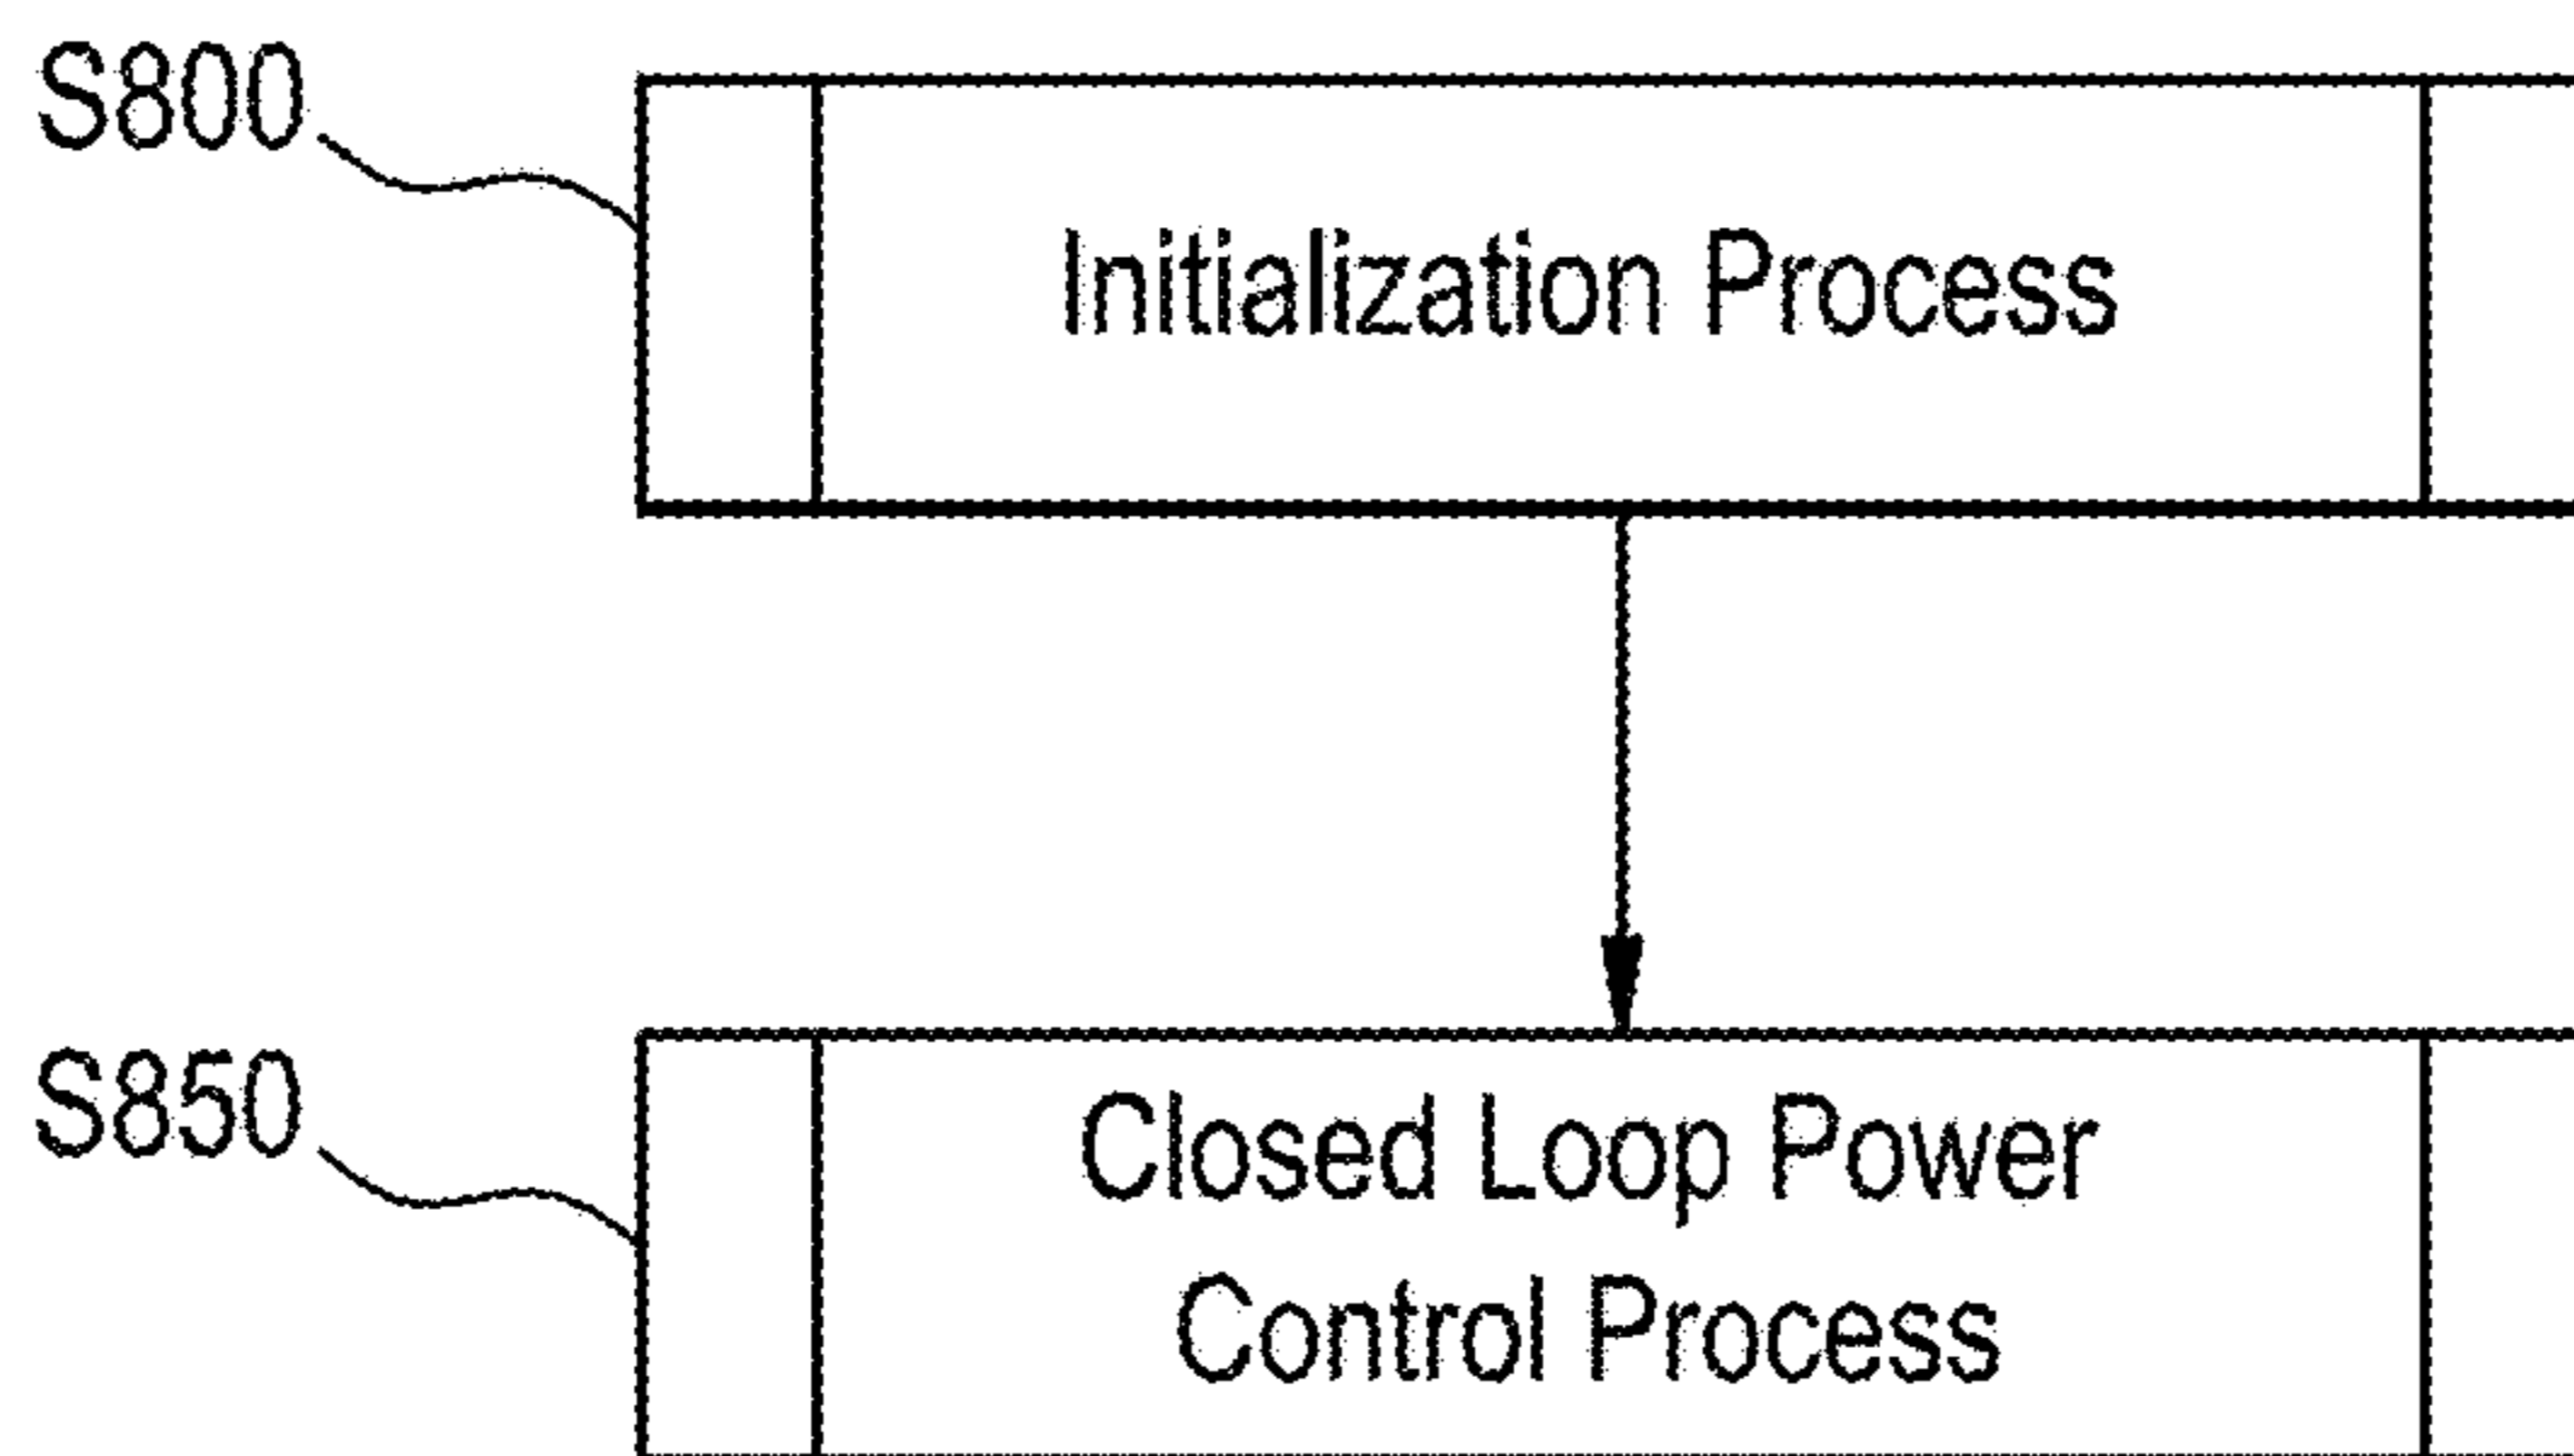 S800
Initialization Process
S850
Closed Loop Power
Control Process